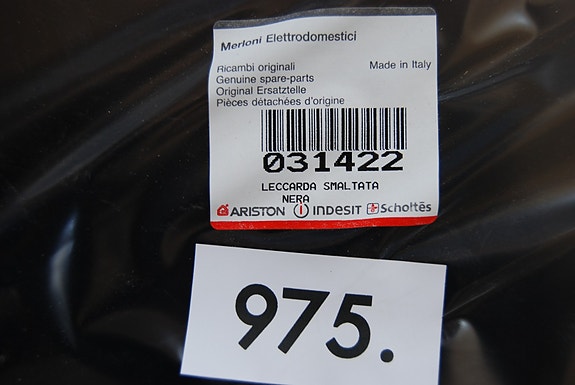 Merloni Elettrodomestici
Ricambi originali Made in Italy
Genuine spare-parts
Original Ersatztelle
Pièces détachées d'origine
031422
LECCARDA SMALTATA
NERA
ARISTON INDESIT Scholtès
975.